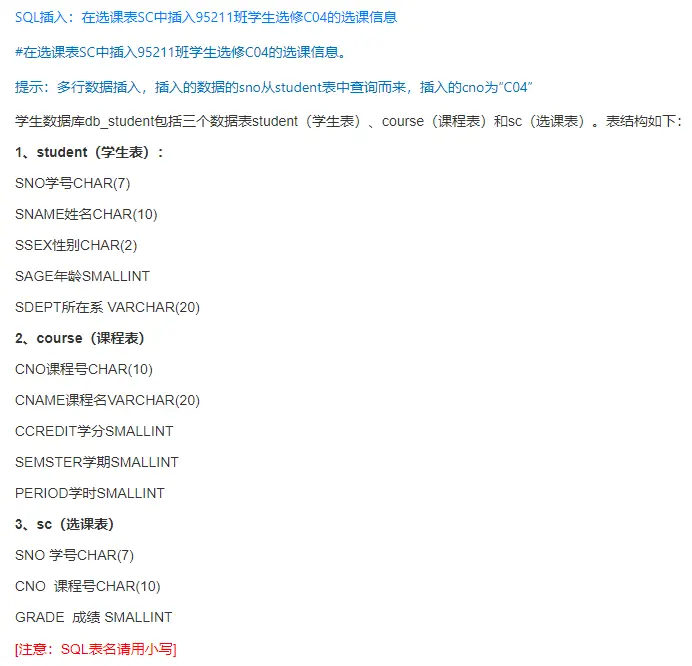 SQL插入：在选课表SC中插入95211班学生选修C04的选课信息
#在选课表SC中插入95211班学生选修C04的选课信息。
提示：多行数据插入，插入的数据的sno从student表中查询而来，插入的cno为“C04”
学生数据库db_student包括三个数据表student（学生表）、course（课程表）和sc（选课表）。表结构如下：
1、student（学生表）：
SNO学号CHAR(7)
SNAME姓名CHAR(10)
SSEX性别CHAR(2)
SAGE年龄SMALLINT
SDEPT所在系 VARCHAR(20)
2、course（课程表）
CNO课程号CHAR(10)
CNAME课程名VARCHAR(20)
CCREDIT学分SMALLINT
SEMSTER学期SMALLINT
PERIOD学时SMALLINT
3、sc（选课表）
SNO 学号CHAR(7)
CNO  课程号CHAR(10)
GRADE  成绩 SMALLINT
[注意：SQL表名请用小写]